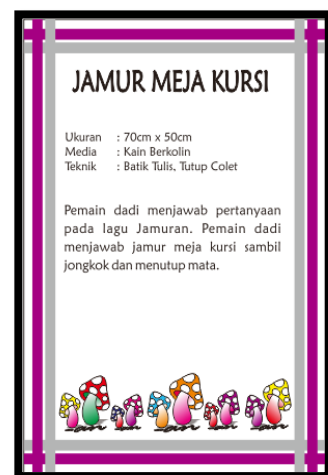 JAMUR MEJA KURSI
Ukuran : 70cm x 50cm
Media : Kain Berkolin
Teknik : Batik Tulis, Tutup Colet
Pemain dadi menjawab pertanyaan
pada lagu Jamuran. Pemain dadi
menjawab jamur meja kursi sambil
jongkok dan menutup mata.